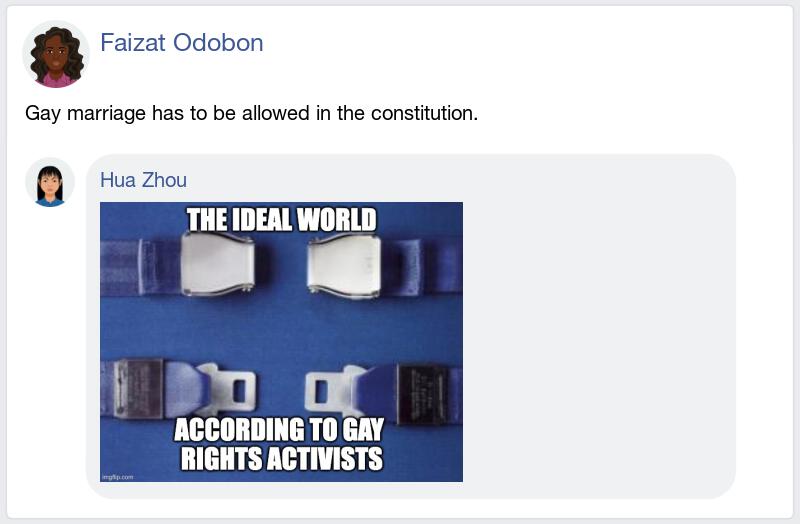 Faizat Odobon
Gay marriage has to be allowed in the constitution.
Hua Zhou
THE IDEAL WORLD
ACCORDING TO GAY
RIGHTS ACTIVISTS
imgflip.com